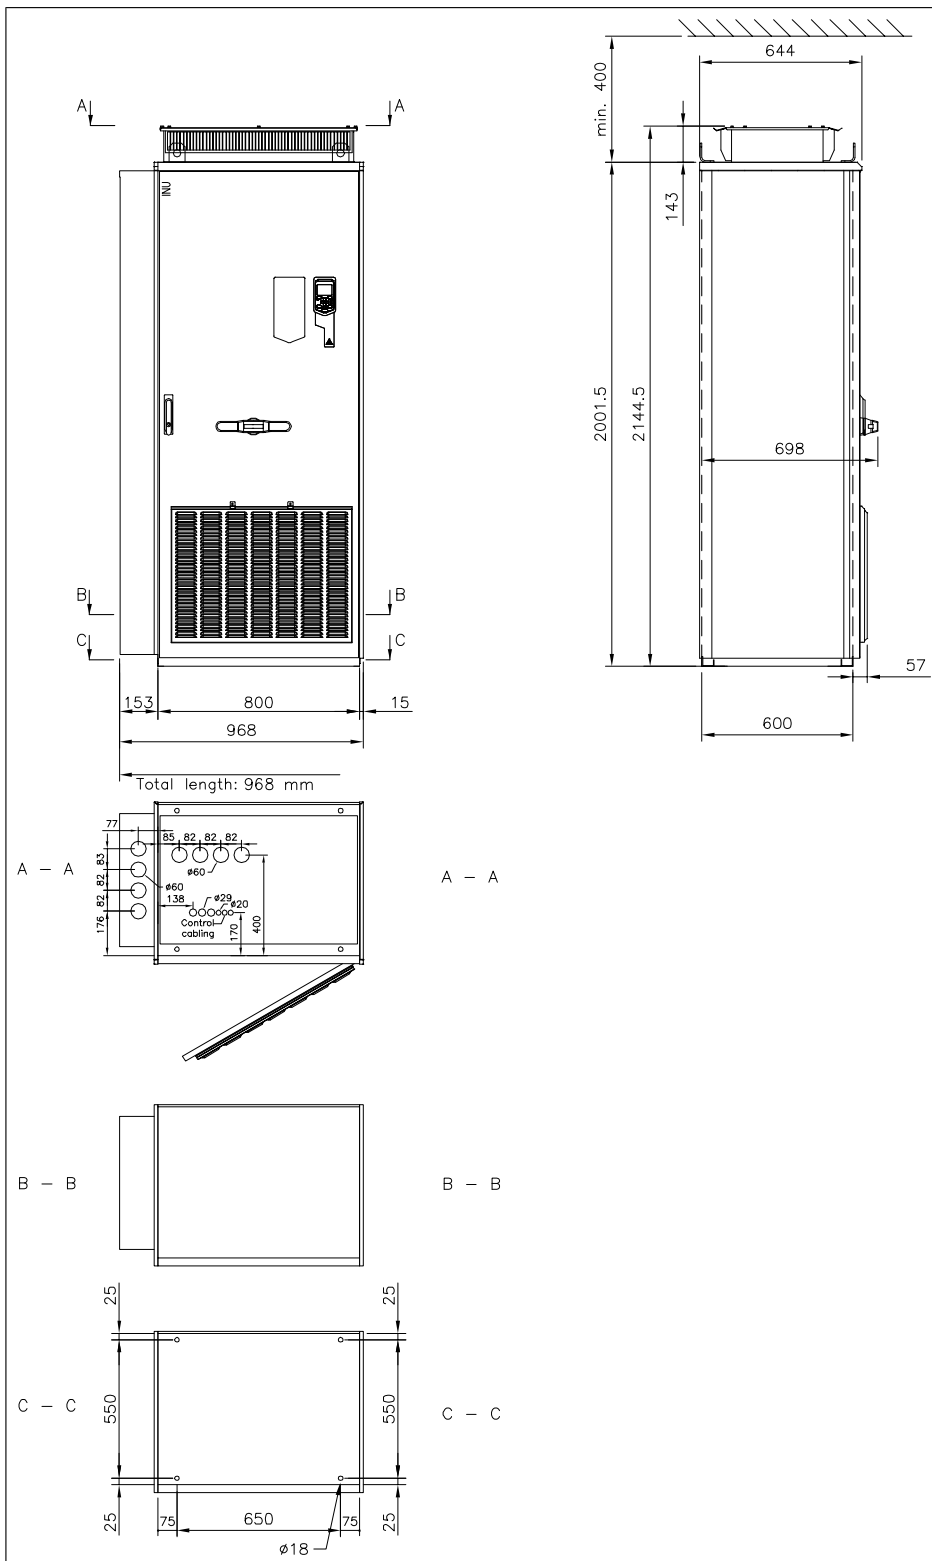 644
min. 400
A
A
143
INU
2001.5
2144.5
698
B
B
C
C
57
153
800
15
968
600
Total length: 968 mm
77
85
82
82
82
A – A
83
82
82
176
ø60
ø60
138
ø29
ø20
Control
cabling
170
400
A – A
B – B
B – B
25
25
C – C
550
550
C – C
25
75
650
75
25
ø18